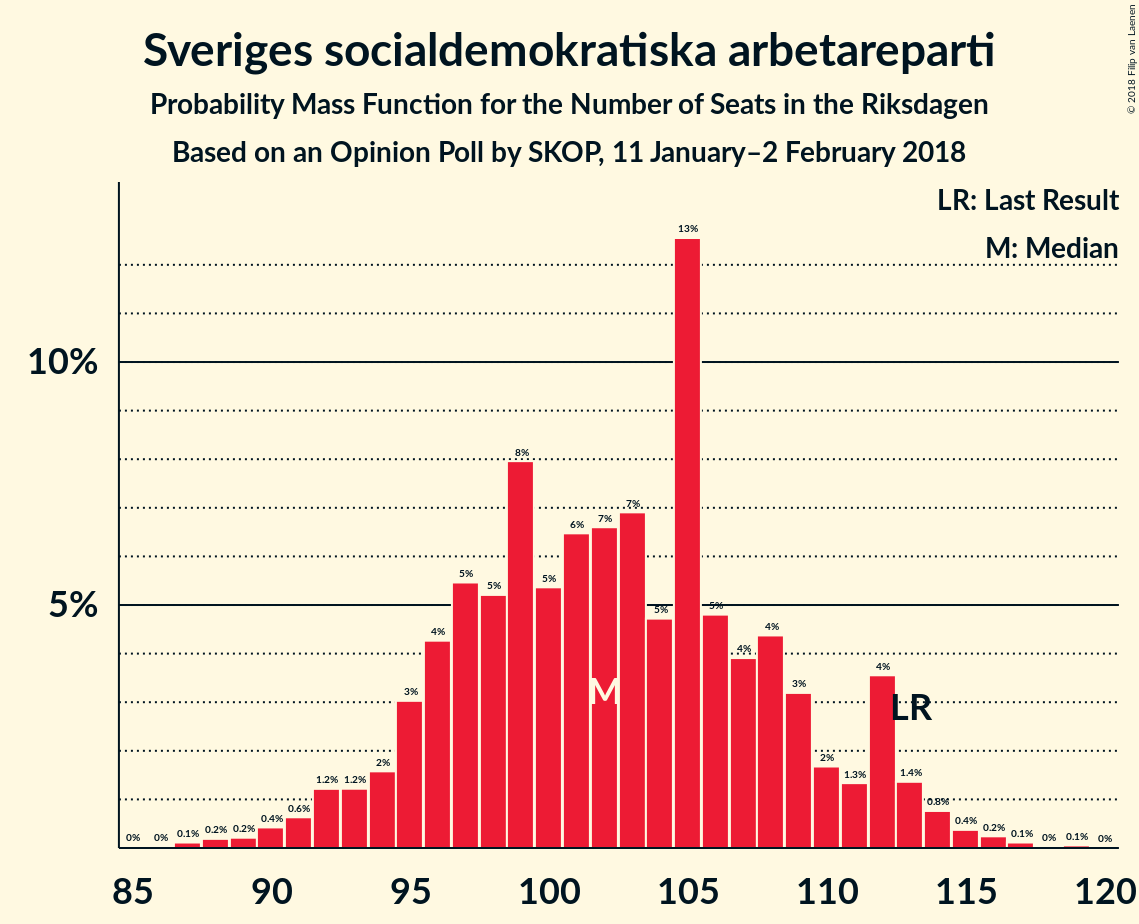 Sveriges socialdemokratiska arbetareparti
Probability Mass Function for the Number of Seats in the Riksdagen
Based on an Opinion Poll by SKOP, 11 January–2 February 2018
© 2018 Filip van Laenen
LR: Last Result
M: Median
10%
5%
0% 0% 0.1% 0.2% 0.2% 0.4% 0.6% 1.2% 1.2% 2% 3% 4% 5% 5% 8% 5% 6% 7% 7% 5% 13% 5% 4% 4% 3% 2% 1.3% 4% 1.4% 0.8% 0.4% 0.2% 0.1% 0% 0.1% 0%
M
LR
85 90 95 100 105 110 115 120